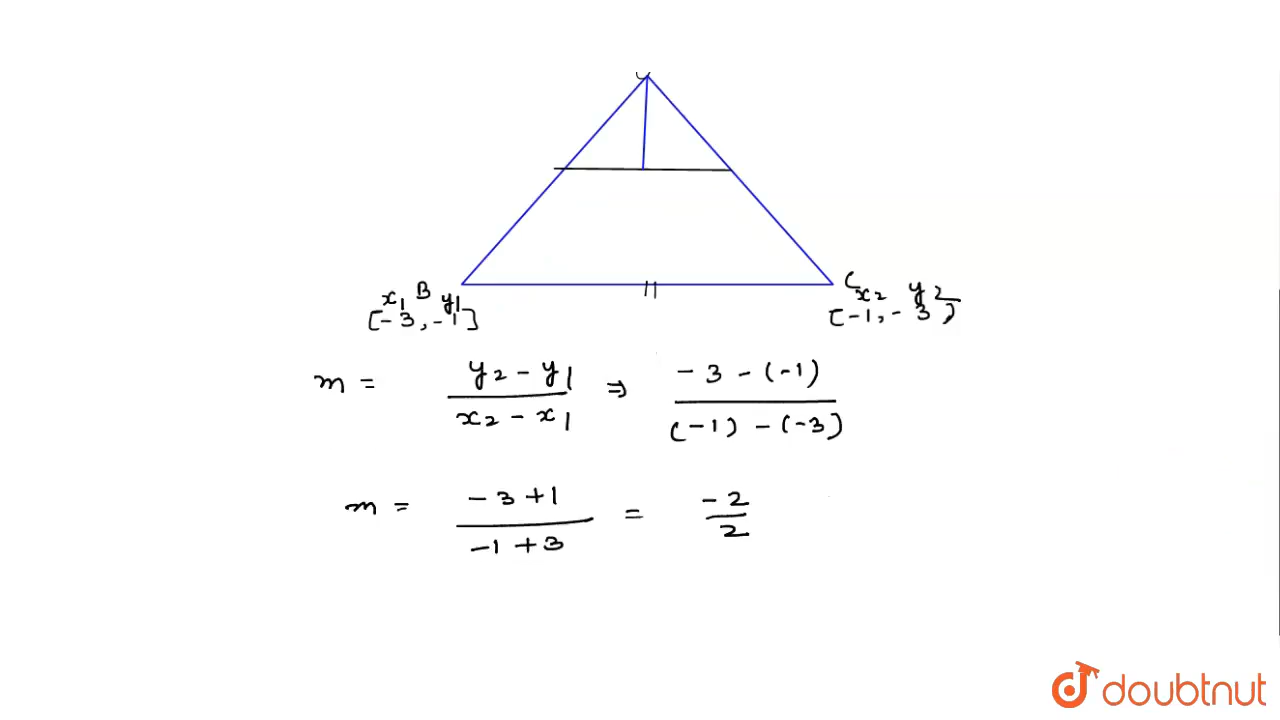 x1 B y1
[-3, -1]
C
x2 y2
[-1, -3)
m = y2 - y1 / x2 - x1 ⇒ -3 - (-1) / (-1) - (-3)
m = -3 + 1 / -1 + 3 = -2 / 2
doubtnut